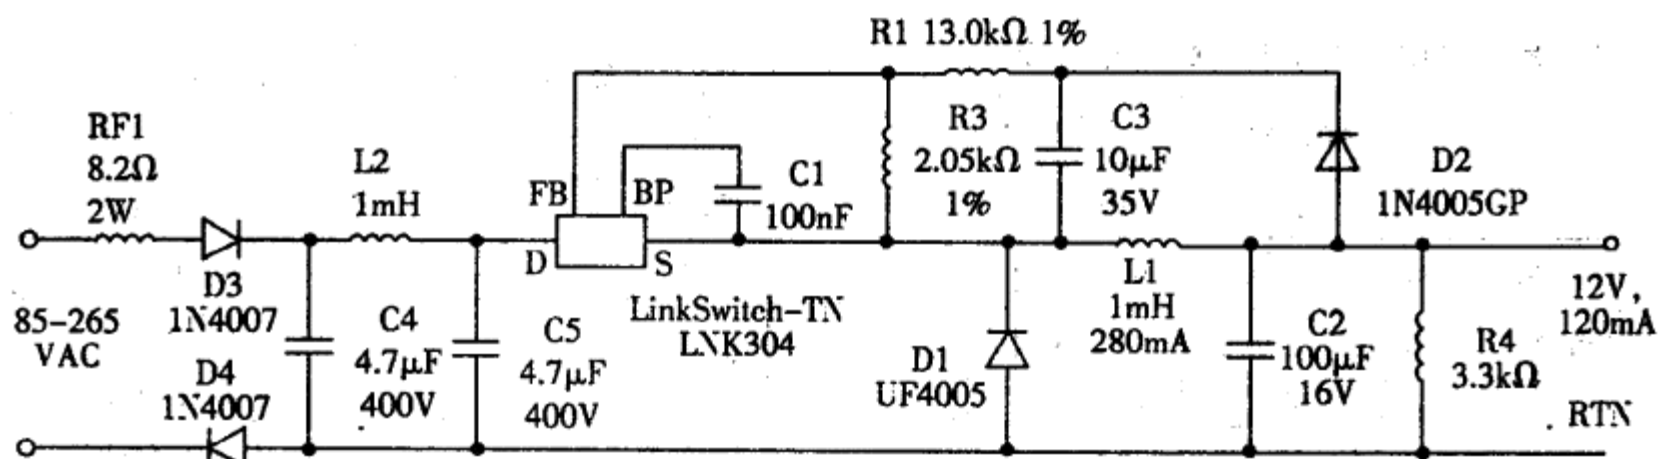 R1 13.0kΩ 1%
RF1
8.2Ω
2W
L2
1mH
FB
BP
C1
100nF
R3
2.05kΩ
1%
C3
10μF
35V
D2
1N4005GP
D
S
D3
1N4007
85-265
VAC
C4
4.7μF
400V
C5
4.7μF
400V
LinkSwitch-TN
LNK304
D1
UF4005
L1
1mH
280mA
C2
100μF
16V
R4
3.3kΩ
12V,
120mA
D4
1N4007
RTN